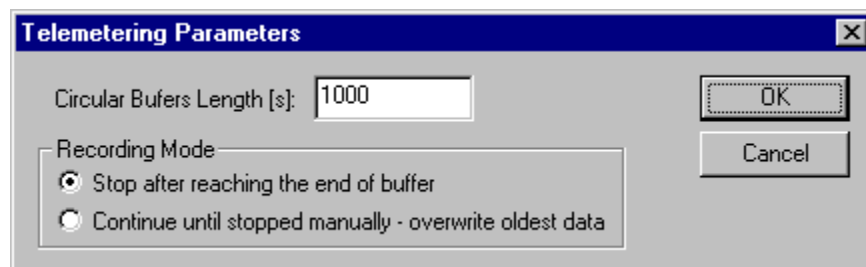 Telemetering Parameters
Circular Bufers Length [s]: 1000
OK
Recording Mode
Cancel
Stop after reaching the end of buffer
Continue until stopped manually - overwrite oldest data